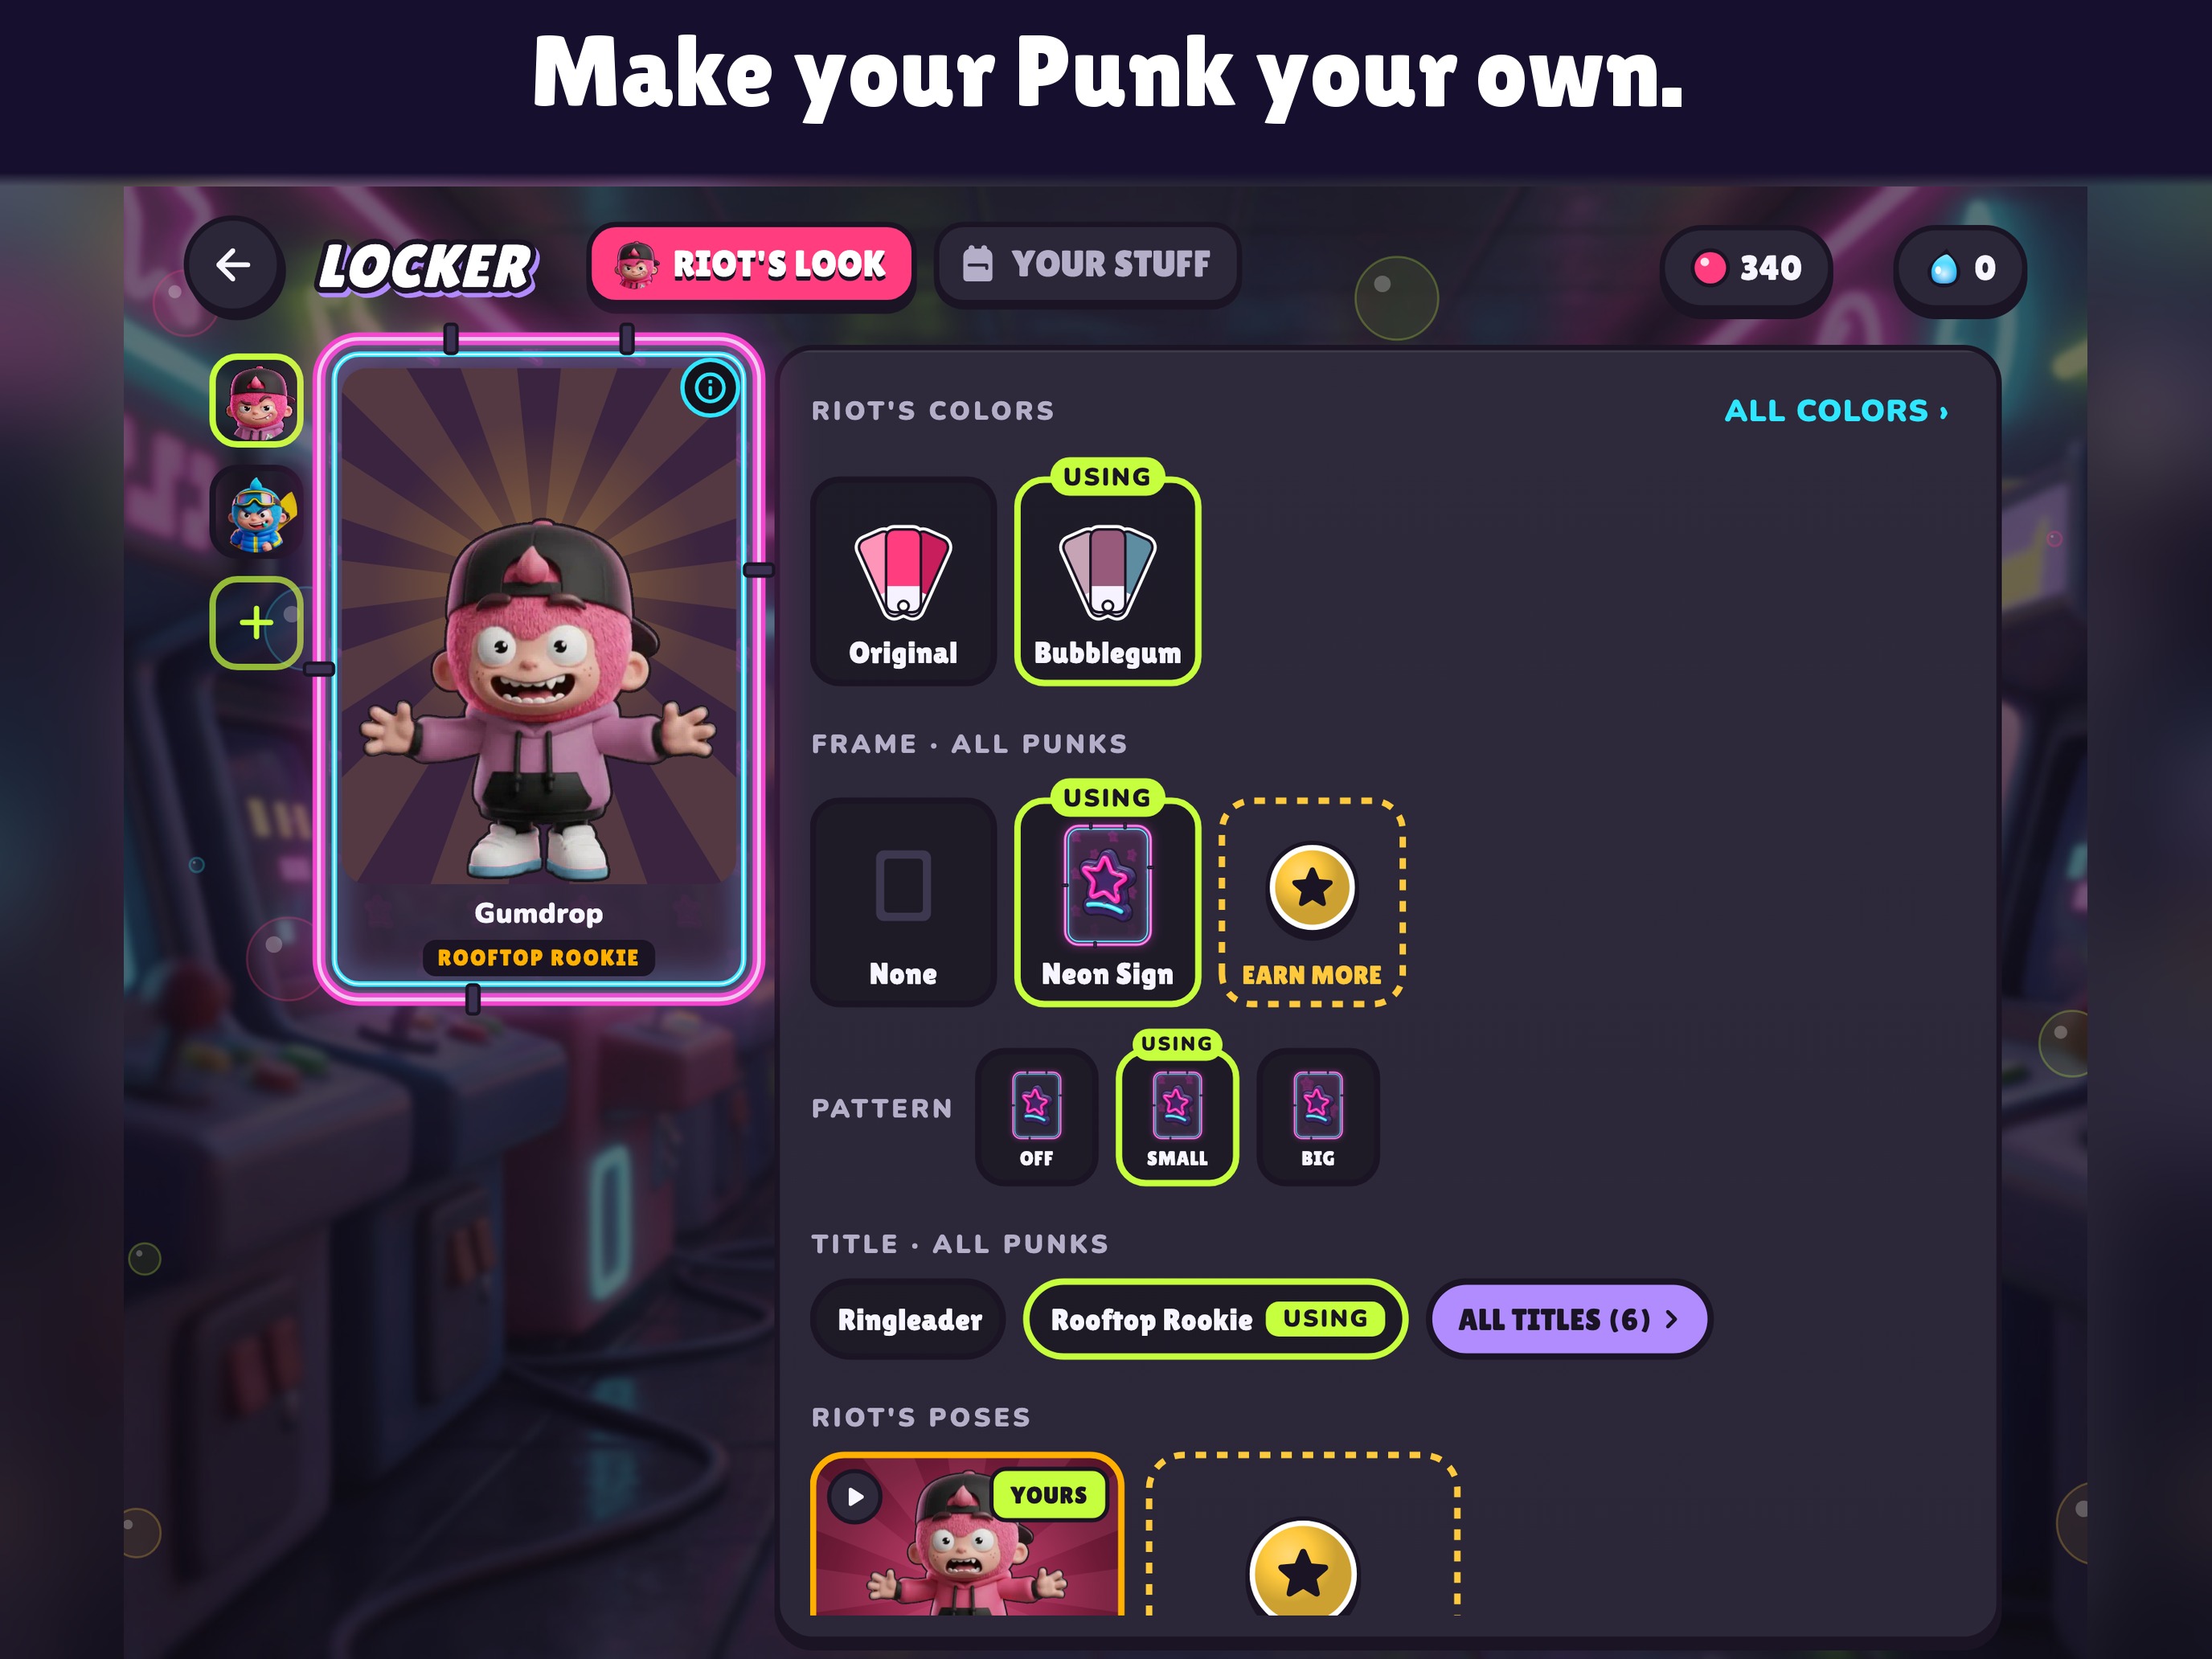 Make your Punk your own.
LOCKER
RIOT'S LOOK
YOUR STUFF
340
0
RIOT'S COLORS
ALL COLORS ›
USING
Original
Bubblegum
FRAME · ALL PUNKS
USING
None
Neon Sign
EARN MORE
Gumdrop
ROOFTOP ROOKIE
USING
PATTERN
OFF
SMALL
BIG
TITLE · ALL PUNKS
Ringleader
Rooftop Rookie USING
ALL TITLES (6) >
RIOT'S POSES
YOURS